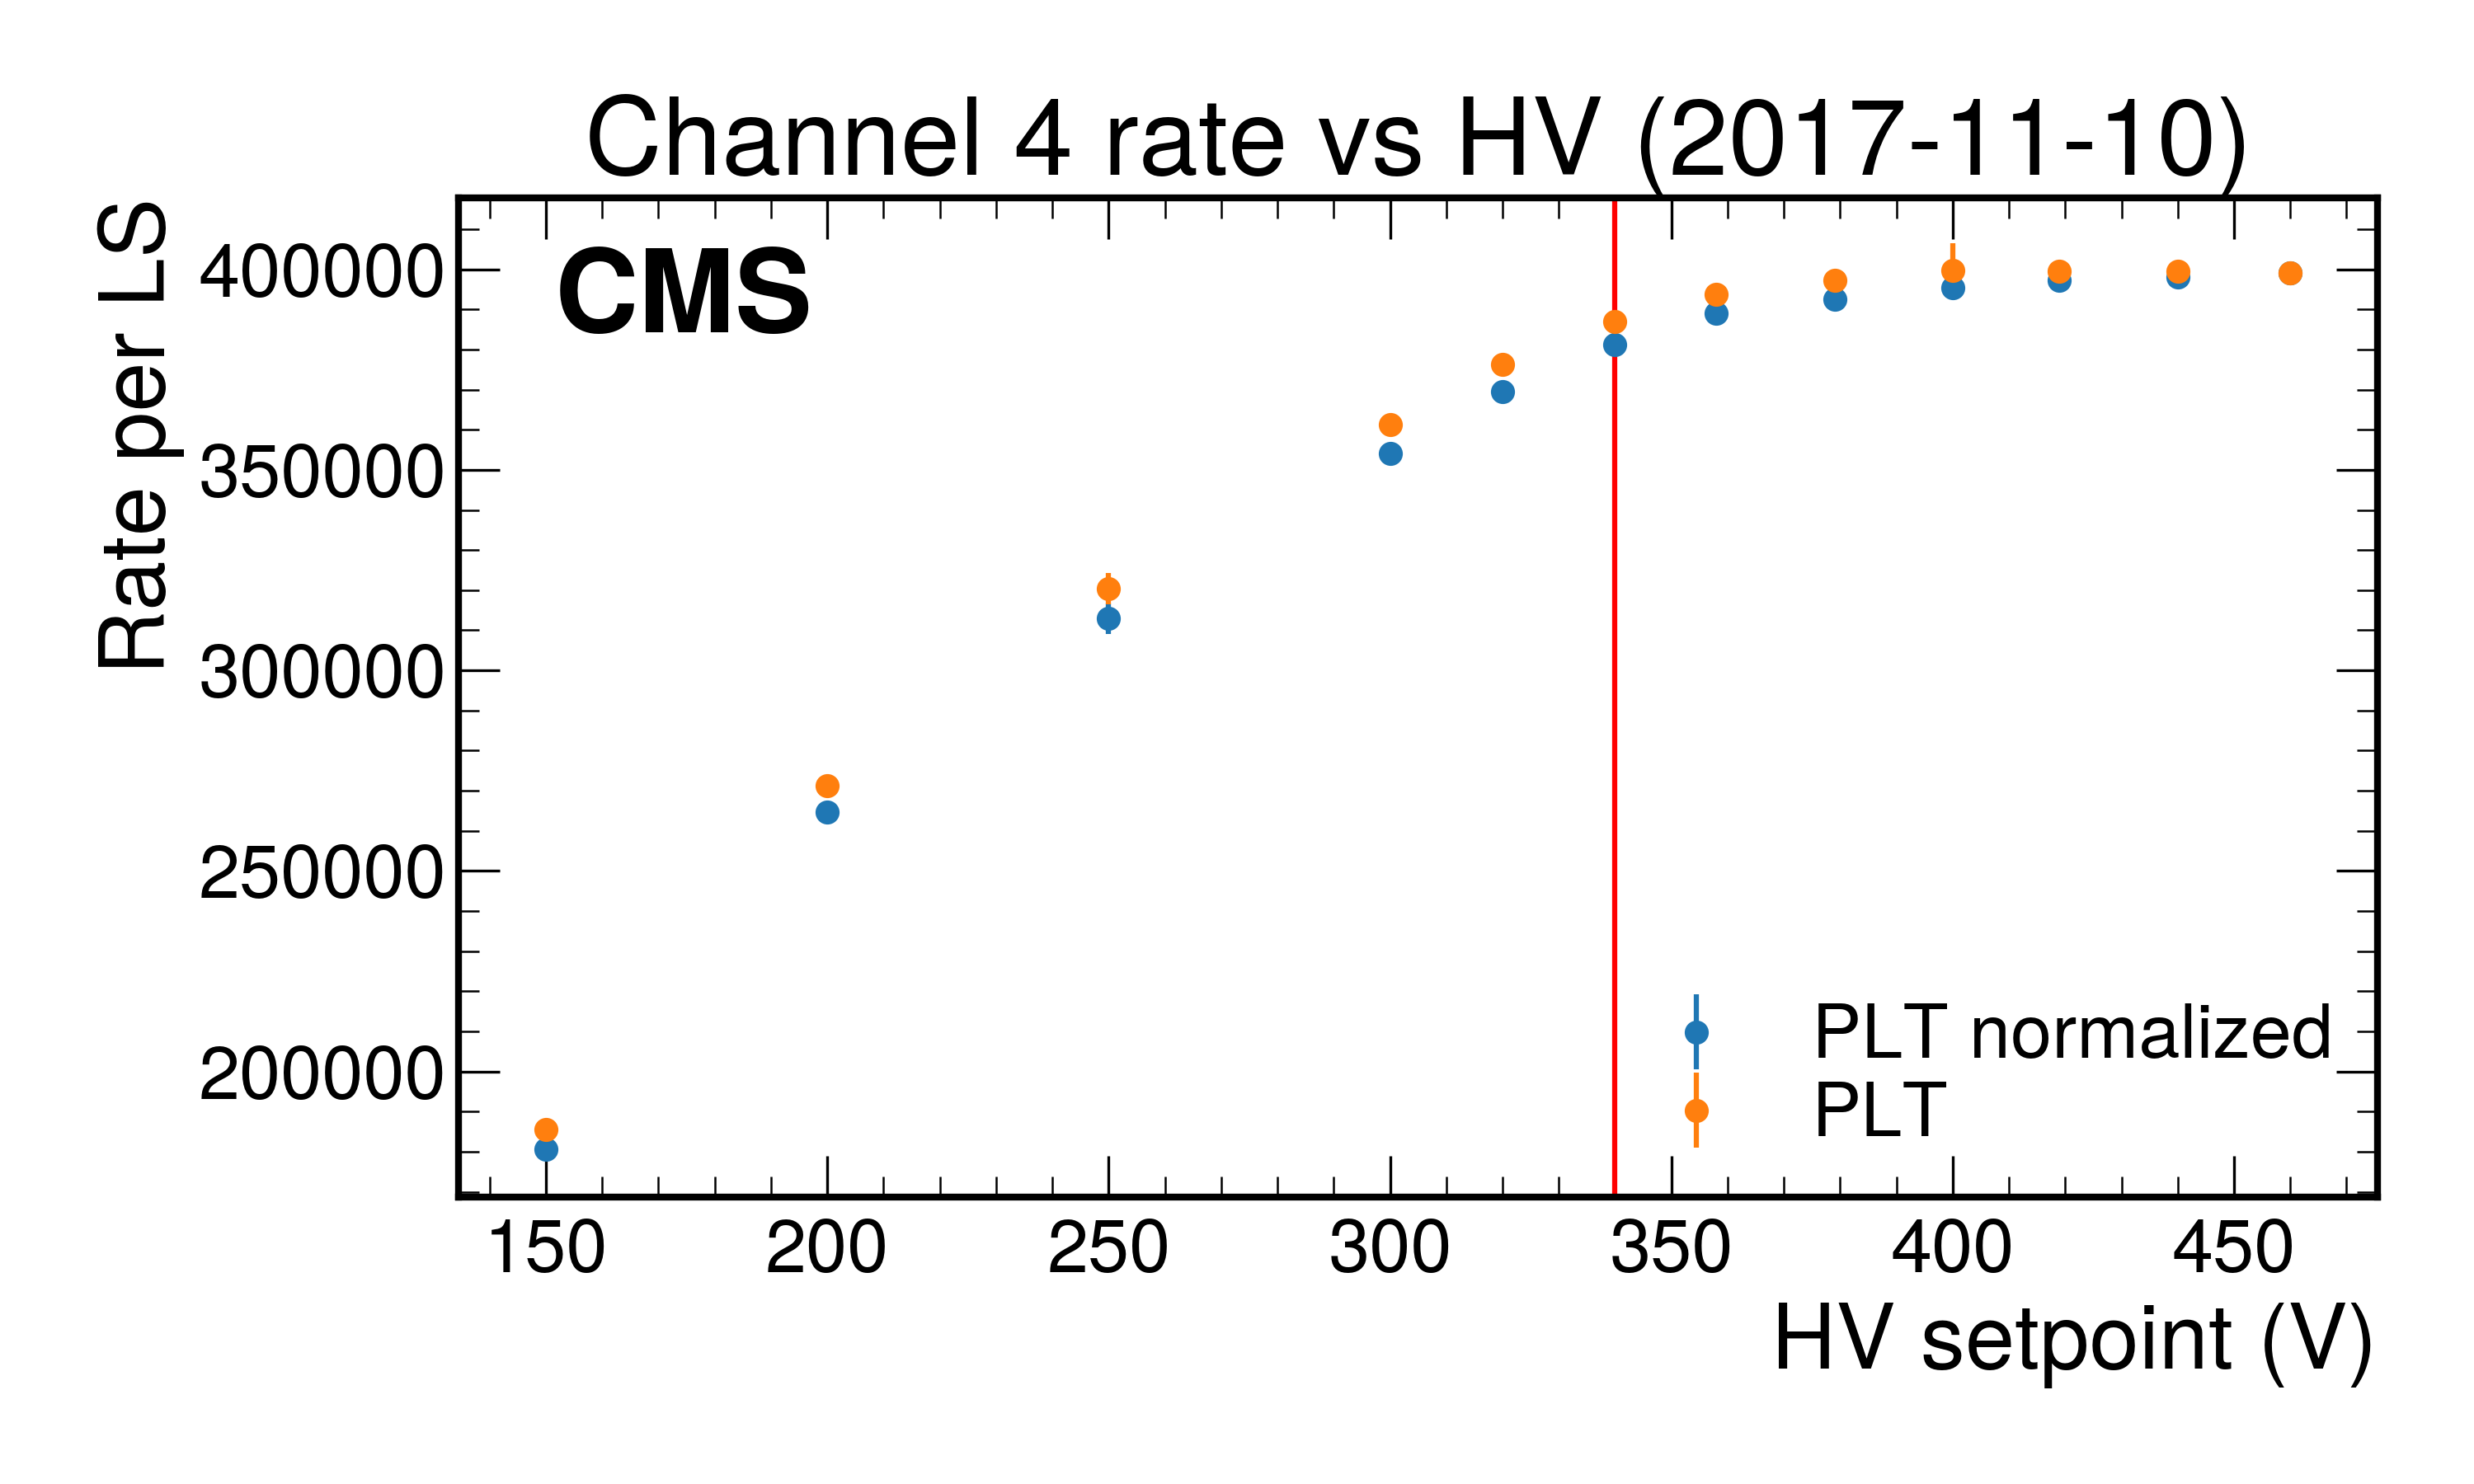 Channel 4 rate vs HV (2017-11-10)
CMS
Rate per LS
400000
350000
300000
250000
200000
PLT normalized
PLT
150 200 250 300 350 400 450
HV setpoint (V)